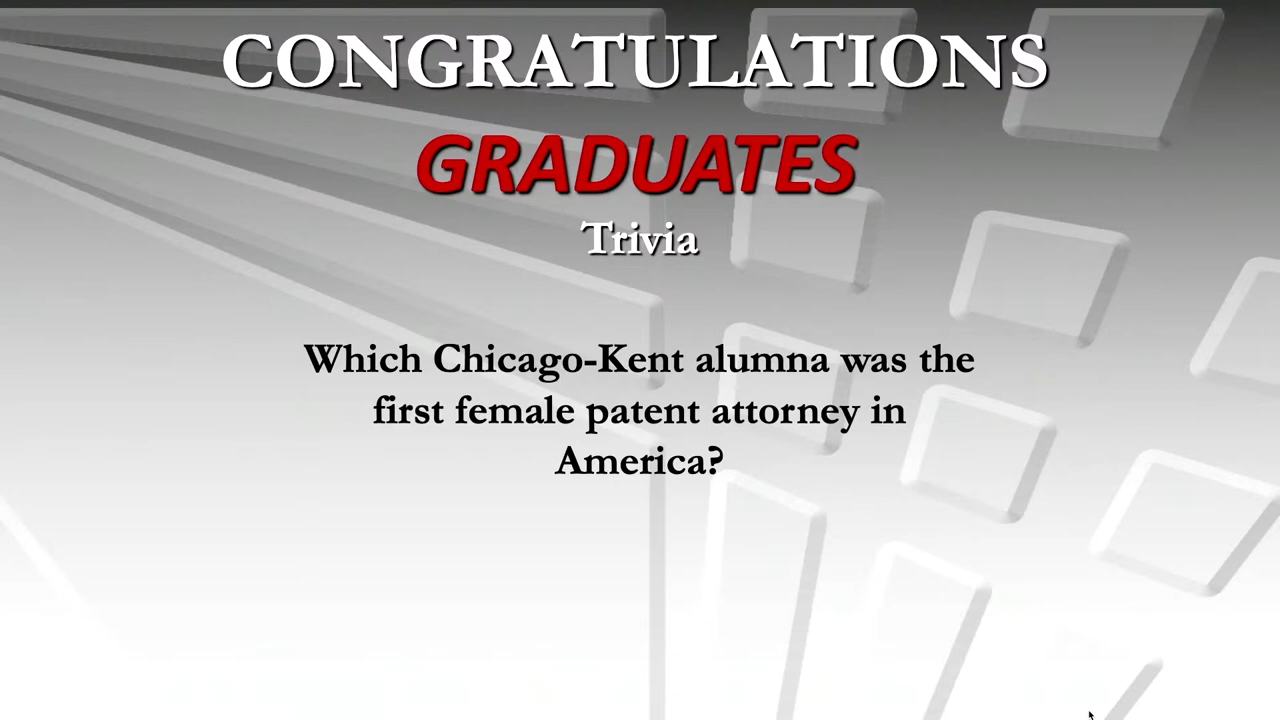 CONGRATULATIONS
GRADUATES
Trivia
Which Chicago-Kent alumna was the
first female patent attorney in
America?